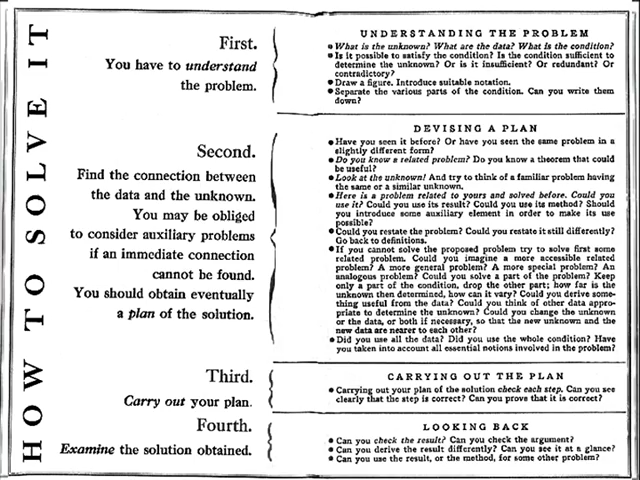 HOW TO SOLVE IT
First.
You have to understand
the problem.
UNDERSTANDING THE PROBLEM
What is the unknown? What are the data? What is the condition?
Is it possible to satisfy the condition? Is the condition sufficient to
determine the unknown? Or is it insufficient? Or redundant? Or
contradictory?
Draw a figure. Introduce suitable notation.
Separate the various parts of the condition. Can you write them
down?
Second.
Find the connection between
the data and the unknown.
You may be obliged
to consider auxiliary problems
if an immediate connection
cannot be found.
You should obtain eventually
a plan of the solution.
DEVISING A PLAN
Have you seen it before? Or have you seen the same problem in a
slightly different form?
Do you know a related problem? Do you know a theorem that could
be useful?
Look at the unknown! And try to think of a familiar problem having
the same or a similar unknown.
Here is a problem related to yours and solved before. Could you
use it? Could you use its result? Could you use its method? Should
you introduce some auxiliary element in order to make its use
possible?
Could you restate the problem? Could you restate it still differently?
Go back to definitions.
If you cannot solve the proposed problem try to solve first some
related problem. Could you imagine a more accessible related
problem? A more general problem? A more special problem? An
analogous problem? Could you solve a part of the problem? Keep
only a part of the condition, drop the other part; how far is the
unknown then determined, how can it vary? Could you derive some-
thing useful from the data? Could you think of other data appro-
priate to determine the unknown? Could you change the unknown
or the data, or both if necessary, so that the new unknown and the
new data are nearer to each other?
Did you use all the data? Did you use the whole condition? Have
you taken into account all essential notions involved in the problem?
Third.
Carry out your plan.
CARRYING OUT THE PLAN
Carrying out your plan of the solution check each step. Can you see
clearly that the step is correct? Can you prove that it is correct?
Fourth.
Examine the solution obtained.
LOOKING BACK
Can you check the result? Can you check the argument?
Can you derive the result differently? Can you see it at a glance?
Can you use the result, or the method, for some other problem?